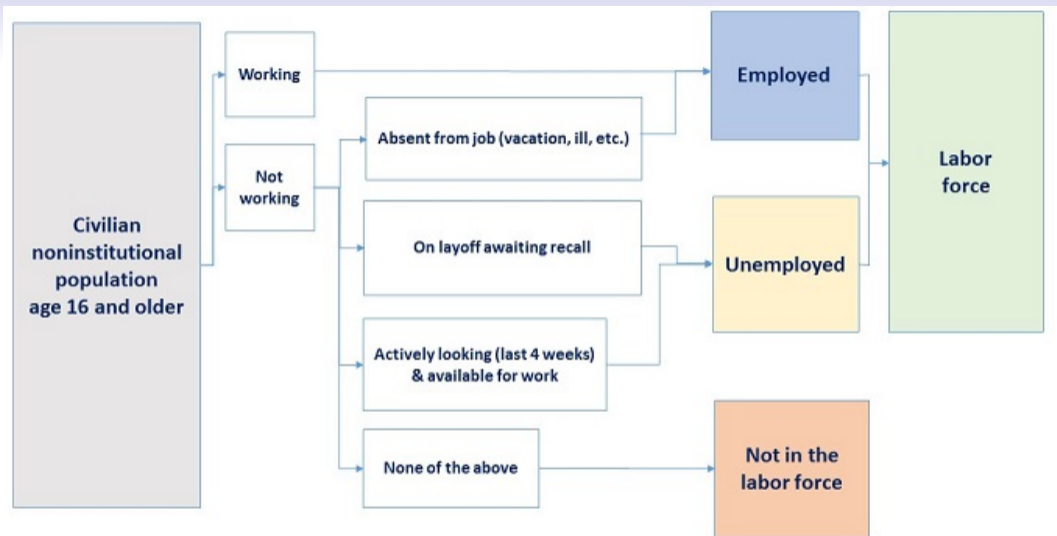 Civilian
noninstitutional
population
age 16 and older
Working
Not
working
Absent from job (vacation, ill, etc.)
On layoff awaiting recall
Actively looking (last 4 weeks)
& available for work
None of the above
Employed
Unemployed
Not in the
labor force
Labor
force